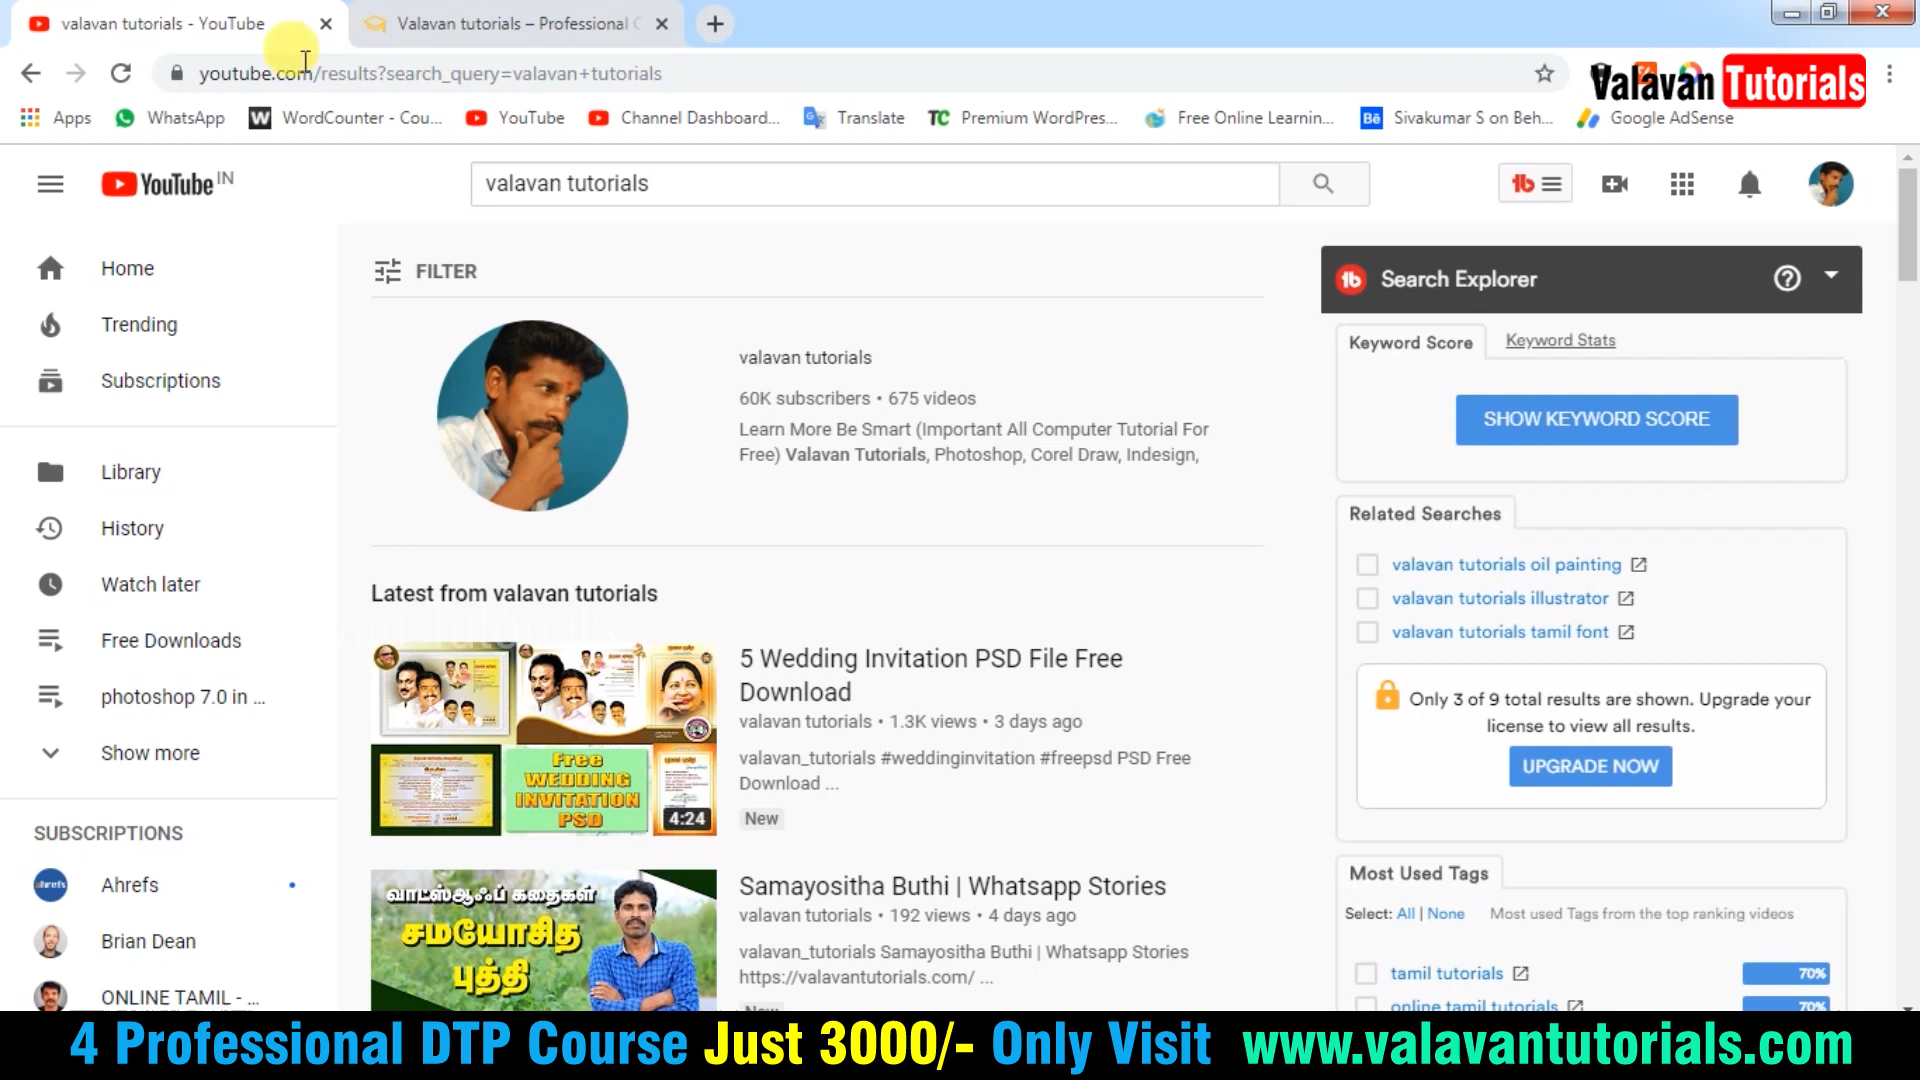 valavan tutorials - YouTube
Valavan tutorials – Professional
youtube.com/results?search_query=valavan+tutorials
Valavan Tutorials
Apps
WhatsApp
WordCounter - Cou...
YouTube
Channel Dashboard...
Translate
TC Premium WordPres...
Free Online Learnin...
Bē Sivakumar S on Beh...
Google AdSense
YouTube IN
valavan tutorials
Home
Trending
Subscriptions
Library
History
Watch later
Free Downloads
photoshop 7.0 in ...
Show more
SUBSCRIPTIONS
ahrefs Ahrefs
Brian Dean
ONLINE TAMIL - ...
FILTER
valavan tutorials
60K subscribers • 675 videos
Learn More Be Smart (Important All Computer Tutorial For
Free) Valavan Tutorials, Photoshop, Corel Draw, Indesign,
Latest from valavan tutorials
Free
WEDDING
INVITATION
PSD
4:24
5 Wedding Invitation PSD File Free
Download
valavan tutorials • 1.3K views • 3 days ago
valavan_tutorials #weddinginvitation #freepsd PSD Free
Download ...
New
வாட்ஸ்ஆஃப் கதைகள்
சமயோசித
புத்தி
Samayositha Buthi | Whatsapp Stories
valavan tutorials • 192 views • 4 days ago
valavan_tutorials Samayositha Buthi | Whatsapp Stories
https://valavantutorials.com/ ...
New
Search Explorer
Keyword Score
Keyword Stats
SHOW KEYWORD SCORE
Related Searches
valavan tutorials oil painting
valavan tutorials illustrator
valavan tutorials tamil font
Only 3 of 9 total results are shown. Upgrade your
license to view all results.
UPGRADE NOW
Most Used Tags
Select: All | None Most used Tags from the top ranking videos
tamil tutorials 70%
online tamil tutorials 70%
4 Professional DTP Course Just 3000/- Only Visit www.valavantutorials.com